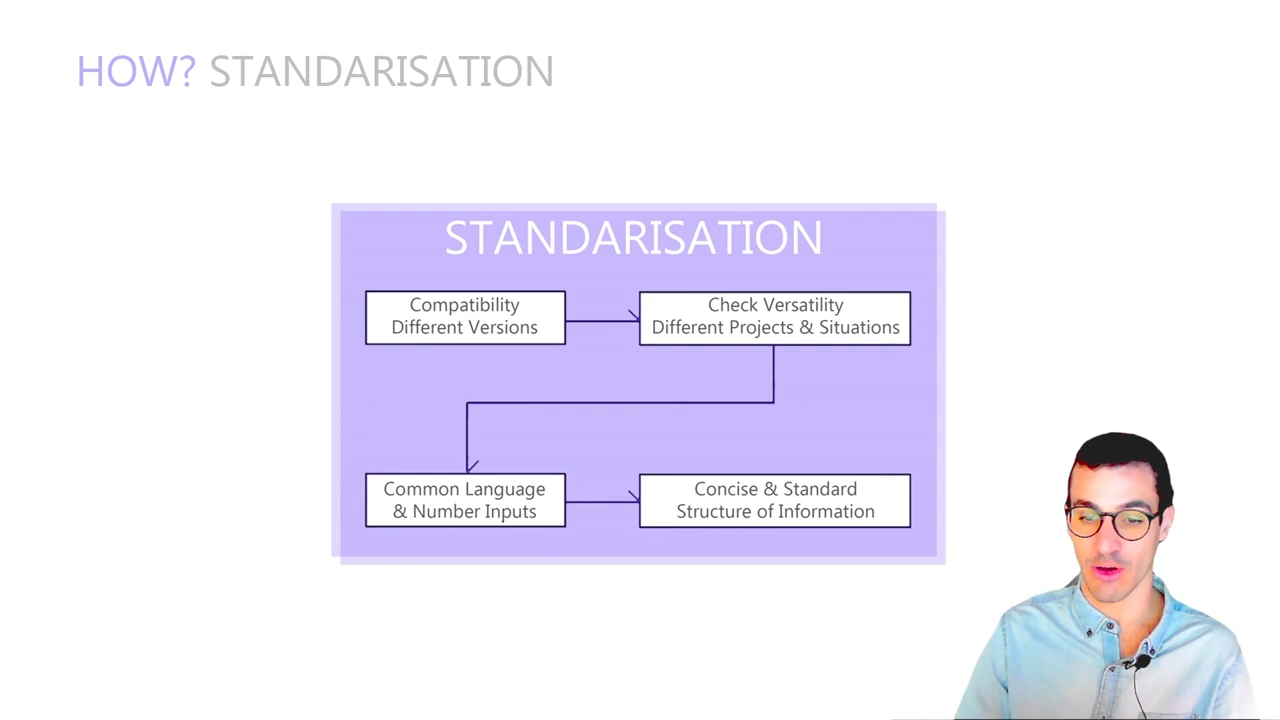 HOW? STANDARISATION
STANDARISATION
Compatibility
Different Versions
Check Versatility
Different Projects & Situations
Common Language
& Number Inputs
Concise & Standard
Structure of Information